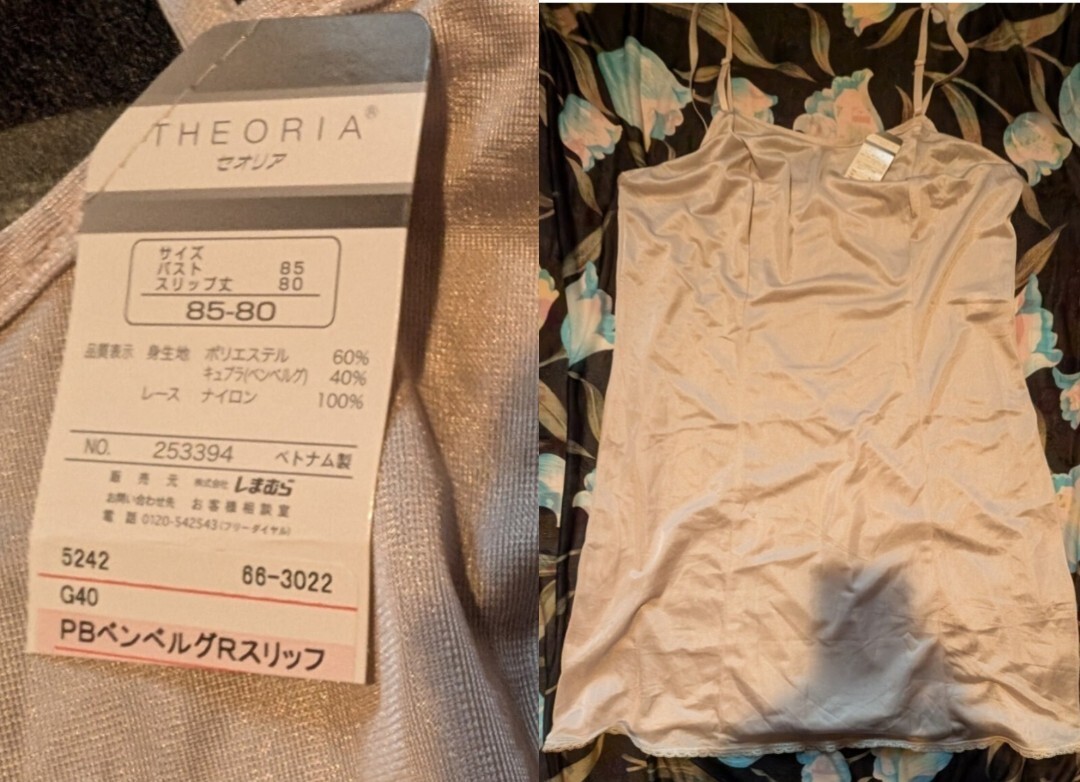 THEORIA®
セオリア
サイズ
バスト 85
スリップ丈 80
85-80
品質表示 身生地 ポリエステル 60%
キュプラ(ベンベルグ) 40%
レース ナイロン 100%
NO. 253394 ベトナム製
販売元 株式会社 しまむら
お問い合わせ先 お客様相談室
電話 0120-542543(フリーダイヤル)
5242 66-3022
G40
PBベンベルグRスリッフ